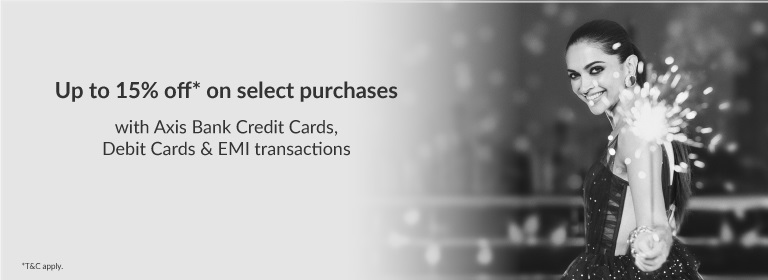 Up to 15% off* on select purchases
with Axis Bank Credit Cards,
Debit Cards & EMI transactions
*T&C apply.